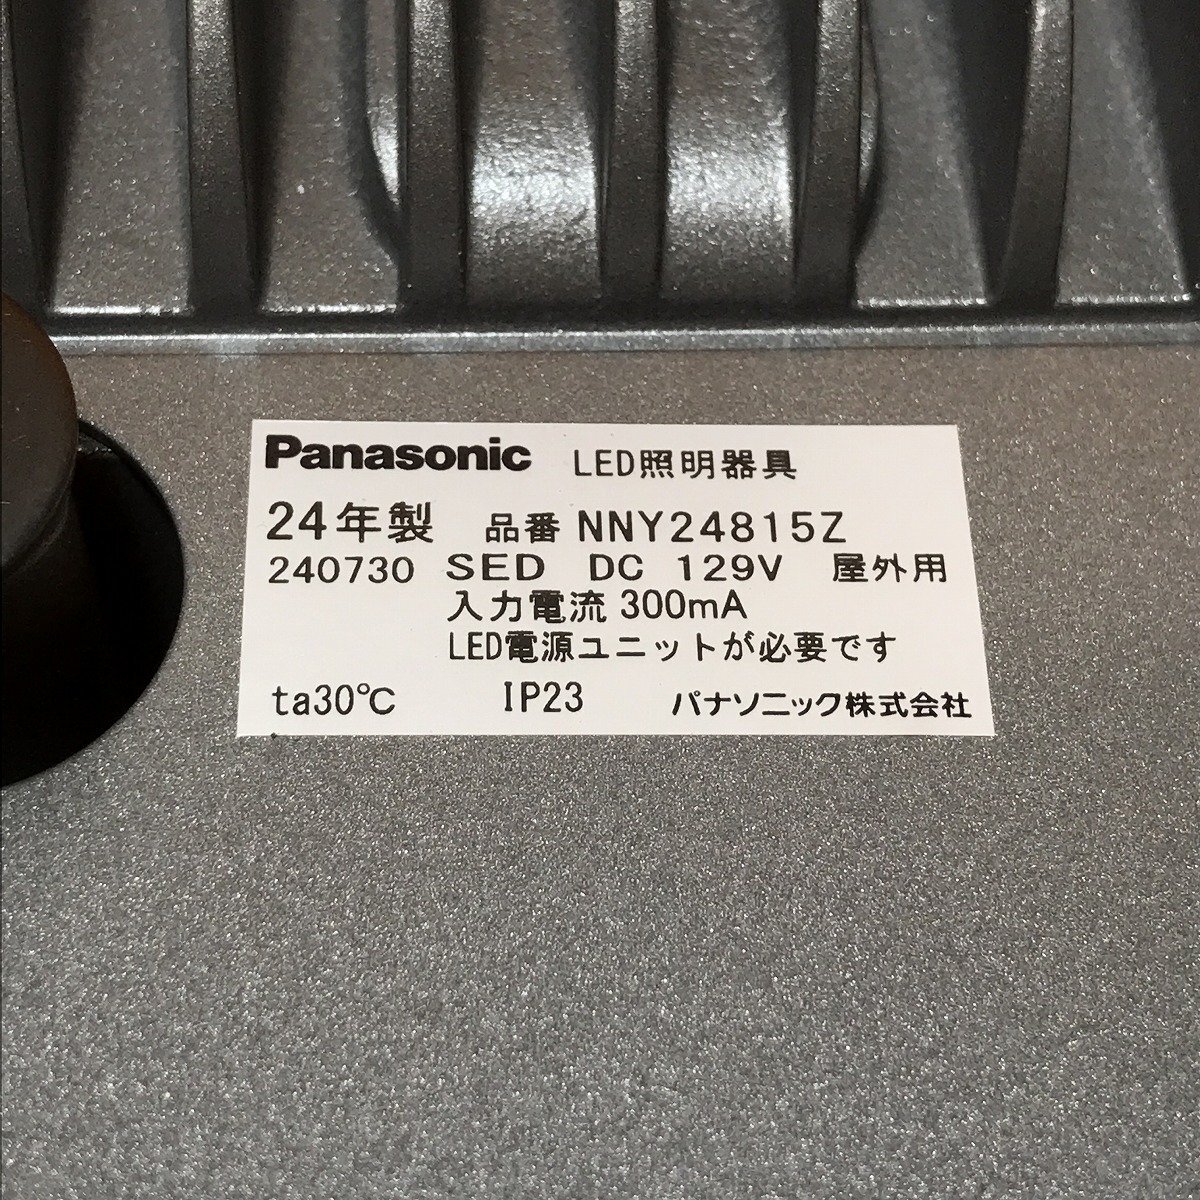 Panasonic LED照明器具
24年製 品番 NNY24815Z
240730 SED DC 129V 屋外用
入力電流 300mA
LED電源ユニットが必要です
ta30℃ IP23 パナソニック株式会社